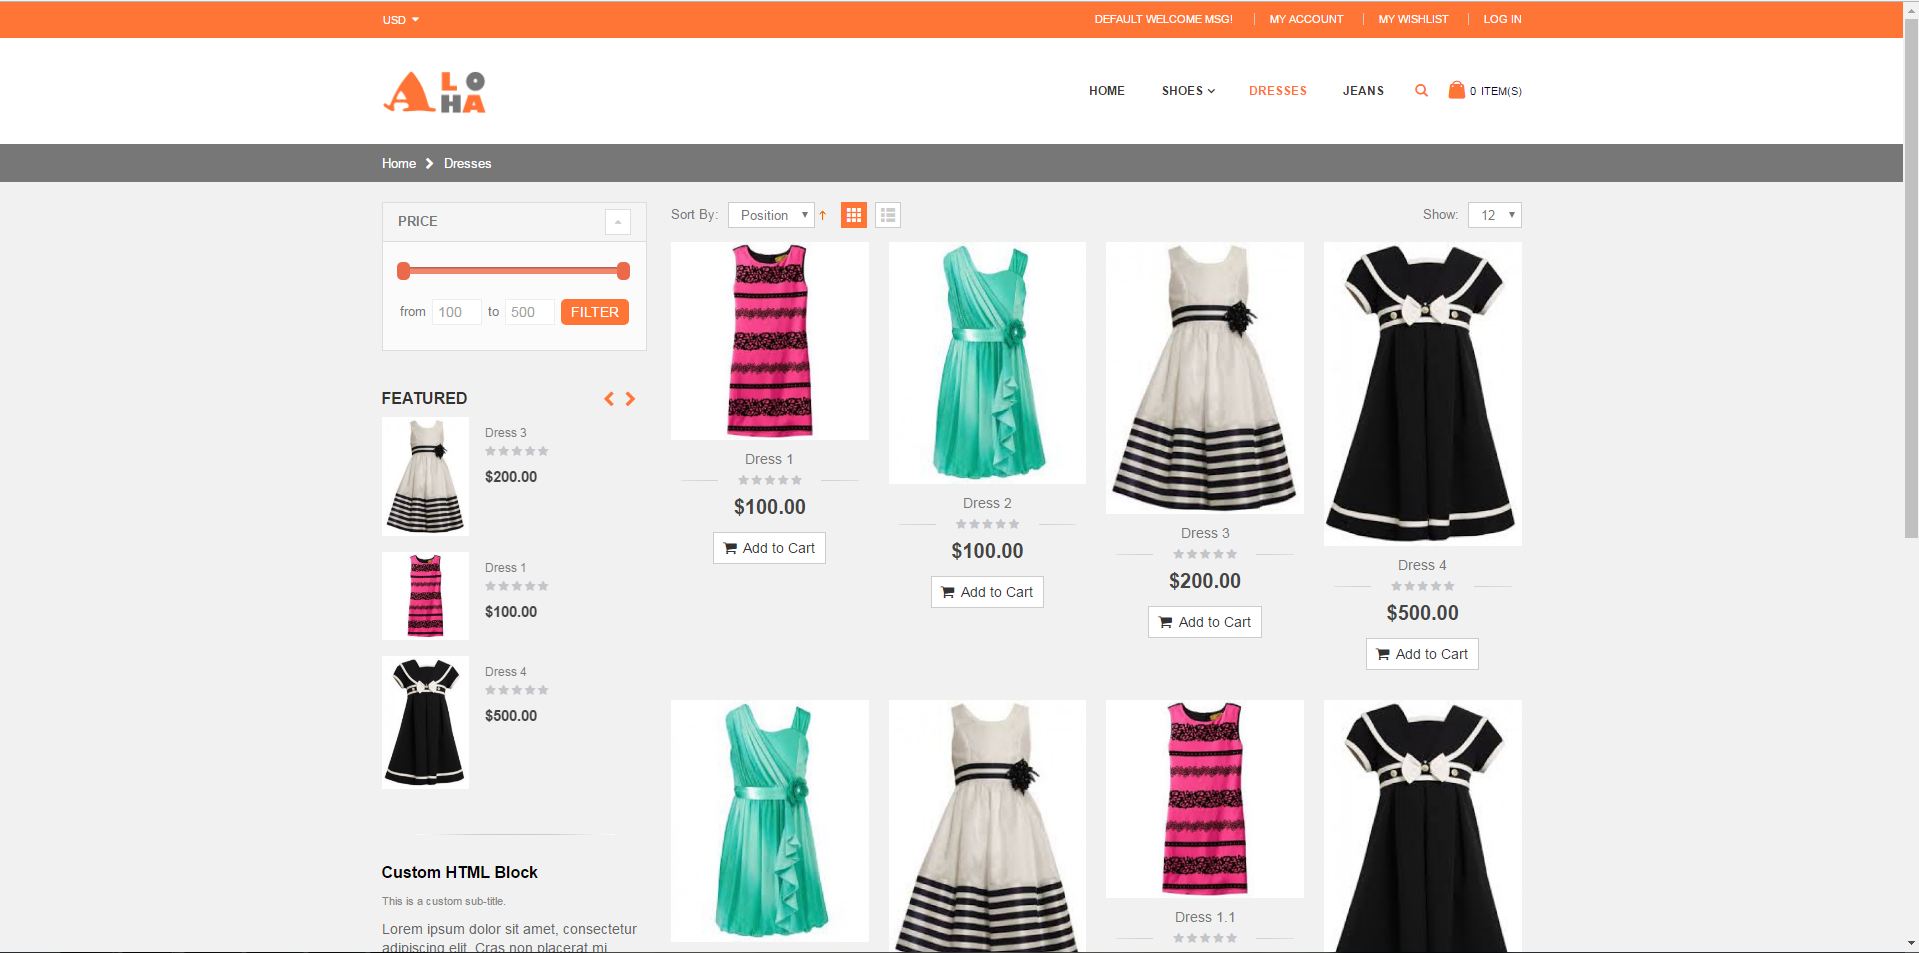 USD
DEFAULT WELCOME MSG!
MY ACCOUNT
MY WISHLIST
LOG IN
ALOHA
HOME
SHOES
DRESSES
JEANS
0 ITEM(S)
Home
Dresses
PRICE
from 100 to 500 FILTER
FEATURED
Dress 3
$200.00
Dress 1
$100.00
Dress 4
$500.00
Custom HTML Block
This is a custom sub-title.
Lorem ipsum dolor sit amet, consectetur
adipiscing elit. Cras non placerat mi
Sort By: Position
Show: 12
Dress 1
$100.00
Add to Cart
Dress 2
$100.00
Add to Cart
Dress 3
$200.00
Add to Cart
Dress 4
$500.00
Add to Cart
Dress 1.1